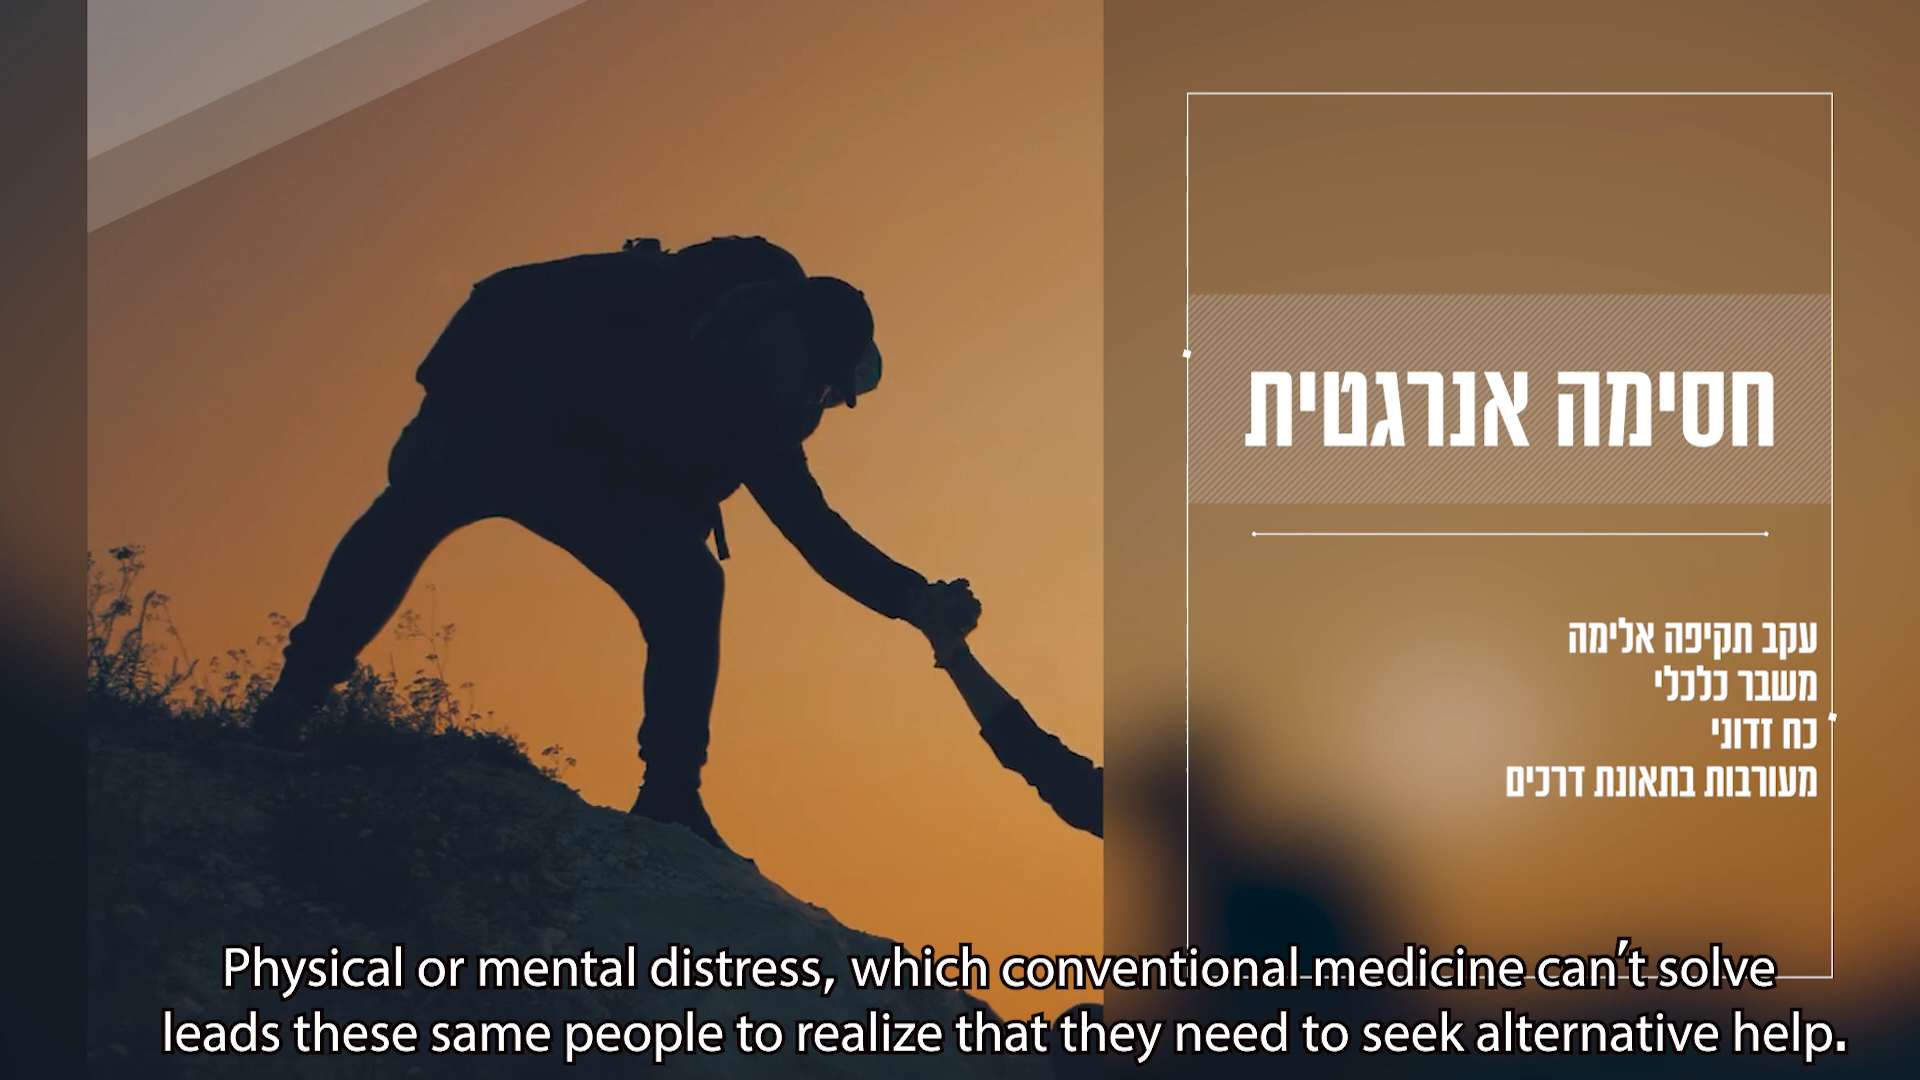 חסימה אנרגטית
עקב תקיפה אלימה
משבר כלכלי
כח זדוני
מעורבות בתאונת דרכים
Physical or mental distress, which conventional medicine can't solve
leads these same people to realize that they need to seek alternative help.